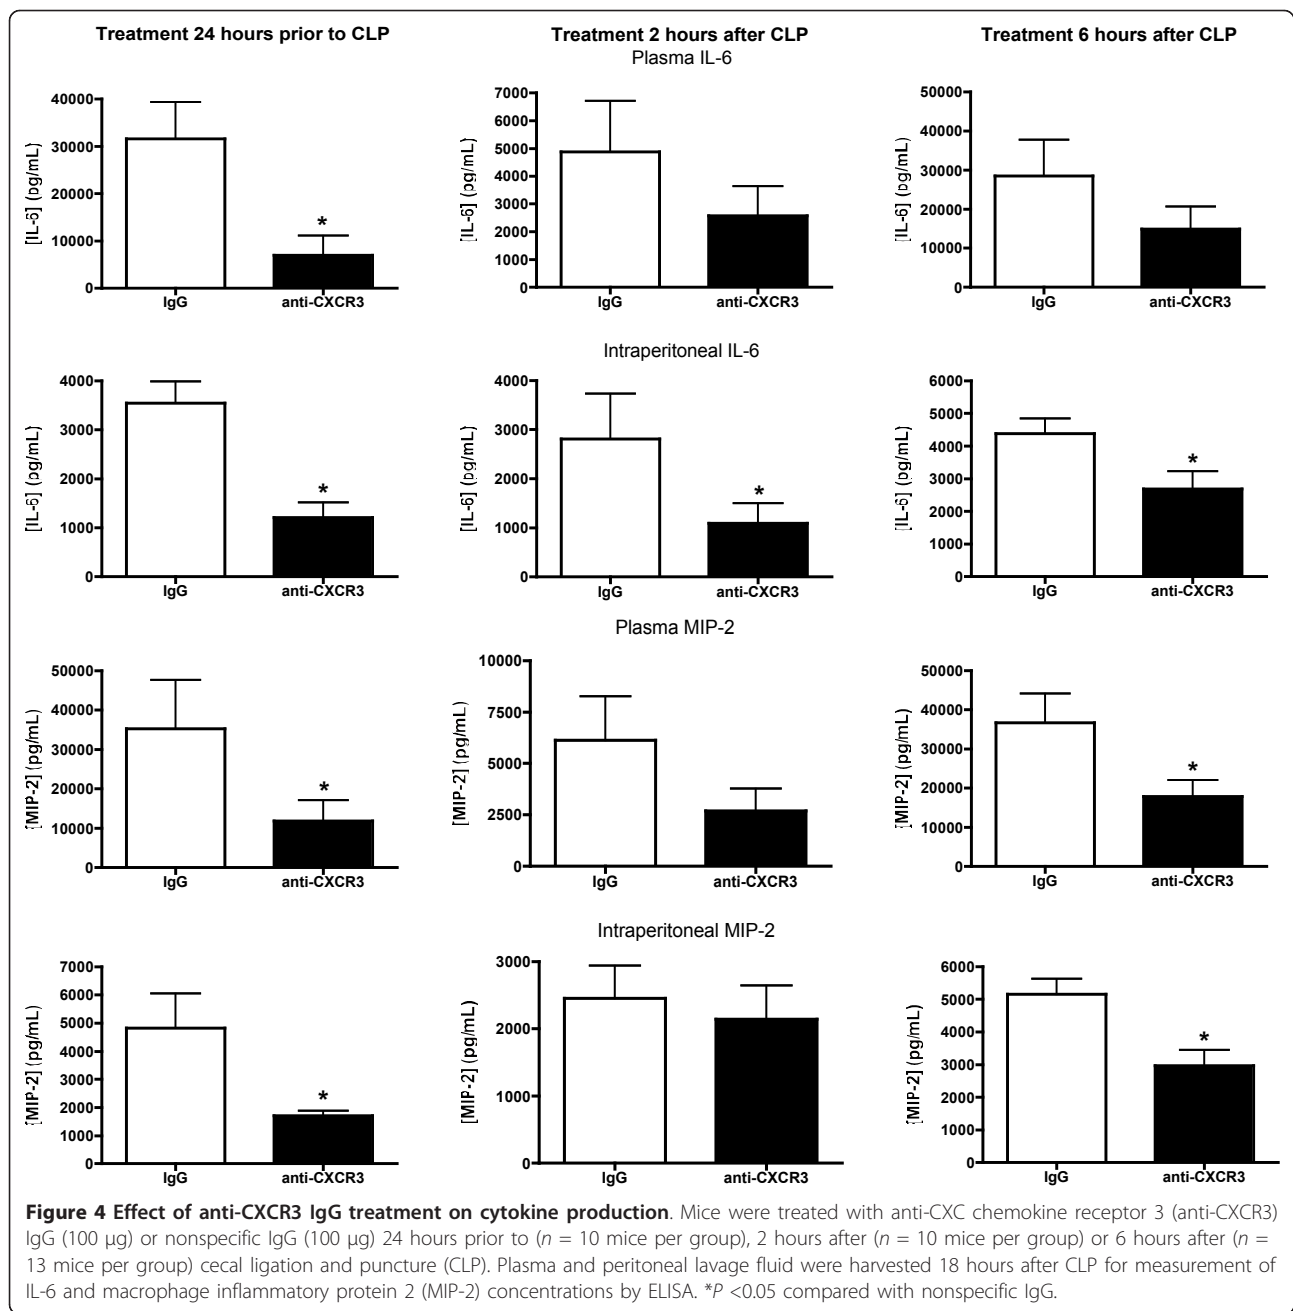 Treatment 24 hours prior to CLP
Treatment 2 hours after CLP
Treatment 6 hours after CLP
Plasma IL-6
[IL-6] (pg/mL)
40000
30000
20000
10000
0
*
IgG
anti-CXCR3
[IL-6] (pg/mL)
7000
6000
5000
4000
3000
2000
1000
0
IgG
anti-CXCR3
[IL-6] (pg/mL)
50000
40000
30000
20000
10000
0
IgG
anti-CXCR3
Intraperitoneal IL-6
[IL-6] (pg/mL)
4000
3000
2000
1000
0
*
IgG
anti-CXCR3
[IL-6] (pg/mL)
4000
3000
2000
1000
0
*
IgG
anti-CXCR3
[IL-6] (pg/mL)
6000
5000
4000
3000
2000
1000
0
*
IgG
anti-CXCR3
Plasma MIP-2
[MIP-2] (pg/mL)
50000
40000
30000
20000
10000
0
*
IgG
anti-CXCR3
[MIP-2] (pg/mL)
10000
7500
5000
2500
0
IgG
anti-CXCR3
[MIP-2] (pg/mL)
50000
40000
30000
20000
10000
0
*
IgG
anti-CXCR3
Intraperitoneal MIP-2
[MIP-2] (pg/mL)
7000
6000
5000
4000
3000
2000
1000
0
*
IgG
anti-CXCR3
[MIP-2] (pg/mL)
3000
2000
1000
0
IgG
anti-CXCR3
[MIP-2] (pg/mL)
6000
5000
4000
3000
2000
1000
0
*
IgG
anti-CXCR3
Figure 4 Effect of anti-CXCR3 IgG treatment on cytokine production. Mice were treated with anti-CXC chemokine receptor 3 (anti-CXCR3)
IgG (100 μg) or nonspecific IgG (100 μg) 24 hours prior to (n = 10 mice per group), 2 hours after (n = 10 mice per group) or 6 hours after (n =
13 mice per group) cecal ligation and puncture (CLP). Plasma and peritoneal lavage fluid were harvested 18 hours after CLP for measurement of
IL-6 and macrophage inflammatory protein 2 (MIP-2) concentrations by ELISA. *P <0.05 compared with nonspecific IgG.